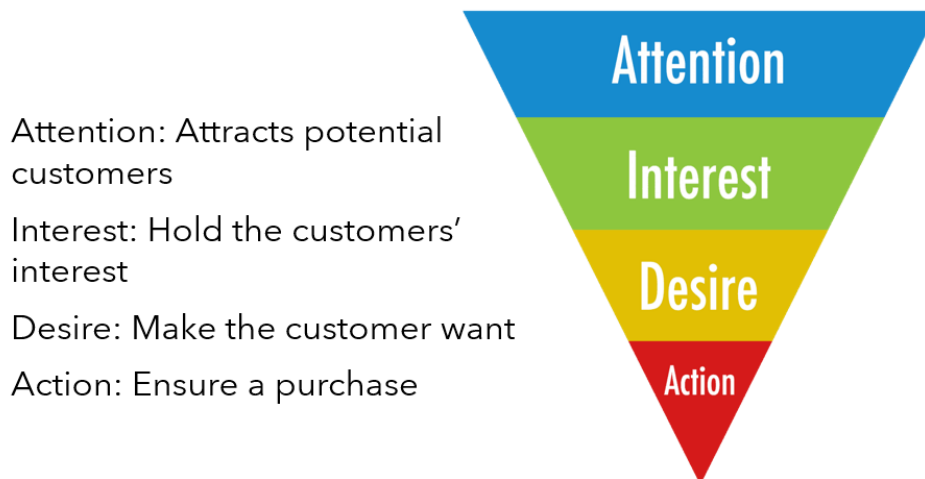 Attention: Attracts potential
customers
Interest: Hold the customers’
interest
Desire: Make the customer want
Action: Ensure a purchase
Attention
Interest
Desire
Action